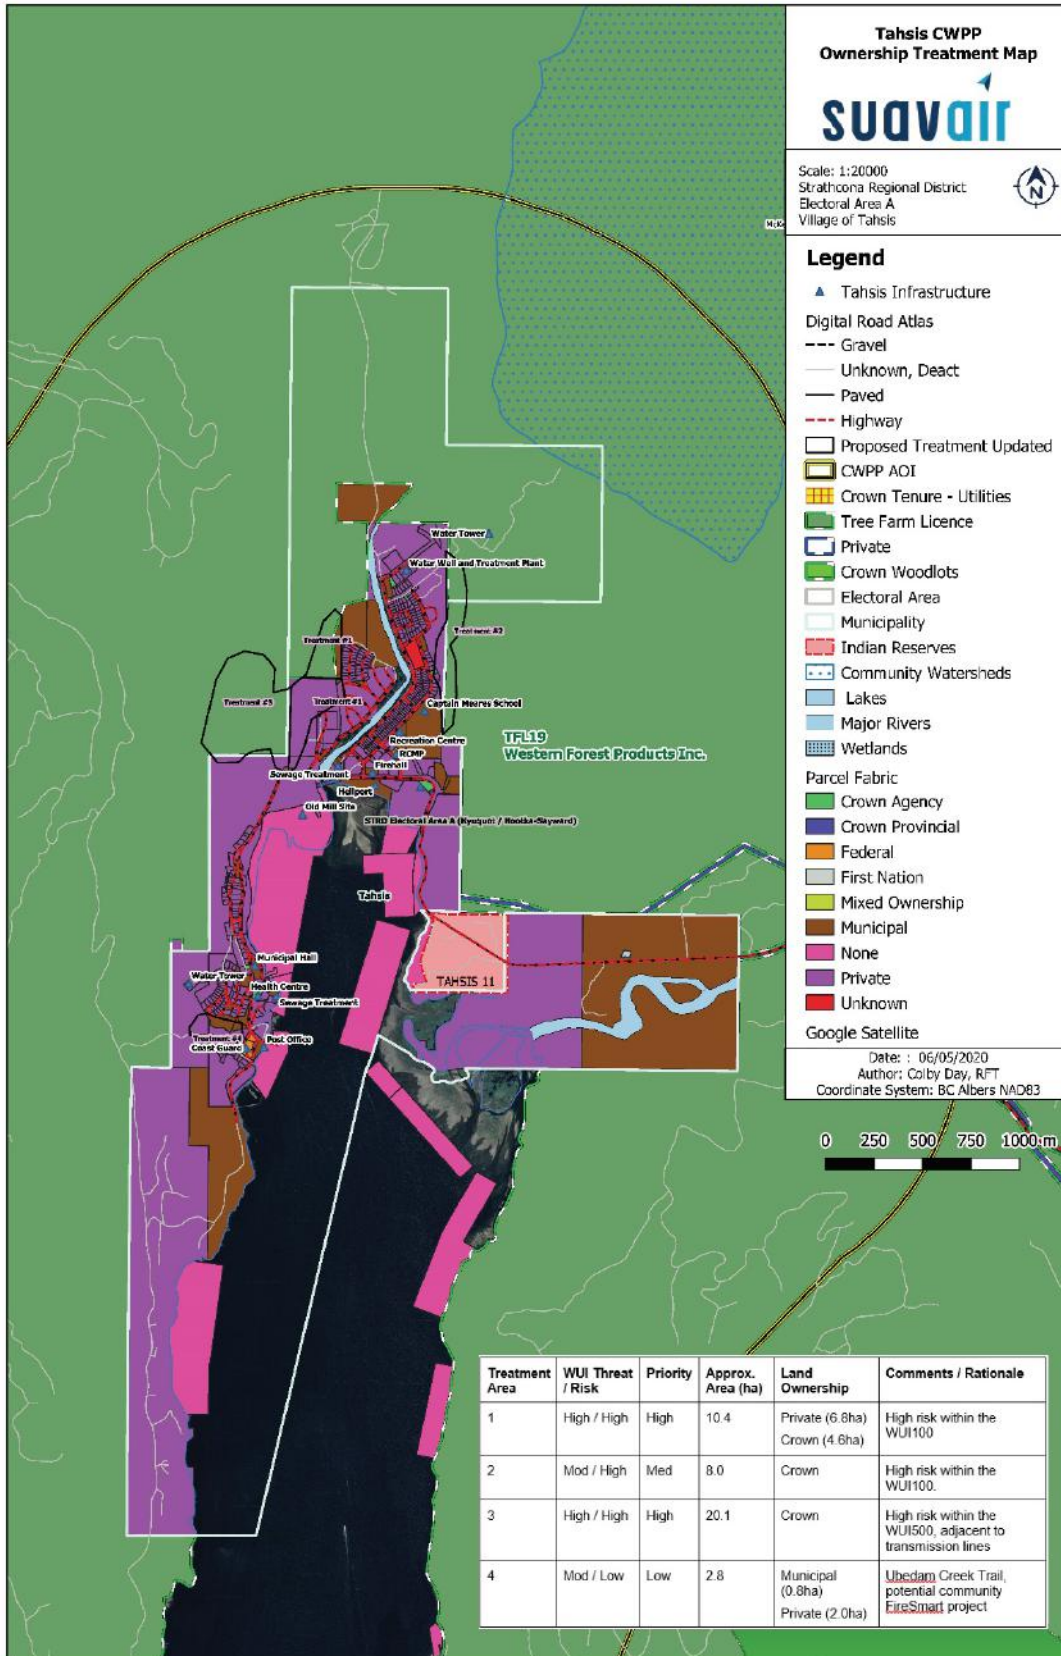 Tahsis CWPP
Ownership Treatment Map
suavair
Scale: 1:20000
Strathcona Regional District
Electoral Area A
Village of Tahsis
N
Legend
Tahsis Infrastructure
Digital Road Atlas
Gravel
Unknown, Deact
Paved
Highway
Proposed Treatment Updated
CWPP AOI
Crown Tenure - Utilities
Tree Farm Licence
Private
Crown Woodlots
Electoral Area
Municipality
Indian Reserves
Community Watersheds
Lakes
Major Rivers
Wetlands
Parcel Fabric
Crown Agency
Crown Provincial
Federal
First Nation
Mixed Ownership
Municipal
None
Private
Unknown
Google Satellite
Date: : 06/05/2020
Author: Colby Day, RFT
Coordinate System: BC Albers NAD83
0 250 500 750 1000 m
Water Tower
Water Well and Treatment Plant
Treatment #1
Treatment #2
Treatment #3
Treatment #1
Captain Meares School
Recreation Centre
RCMP
Firehall
TFL19
Western Forest Products Inc.
Sewage Treatment
Heliport
Old Mill Site
STRD Electoral Area A (Kyuquot / Nootka-Sayward)
Tahsis
TAHSIS 11
Municipal Hall
Water Tower
Health Centre
Sewage Treatment
Treatment #4
Post Office
Coast Guard
Treatment Area WUI Threat / Risk Priority Approx. Area (ha) Land Ownership Comments / Rationale
1 High / High High 10.4 Private (6.8ha) Crown (4.6ha) High risk within the WUI100
2 Mod / High Med 8.0 Crown High risk within the WUI100.
3 High / High High 20.1 Crown High risk within the WUI500, adjacent to transmission lines
4 Mod / Low Low 2.8 Municipal (0.8ha) Private (2.0ha) Ubedam Creek Trail, potential community FireSmart project